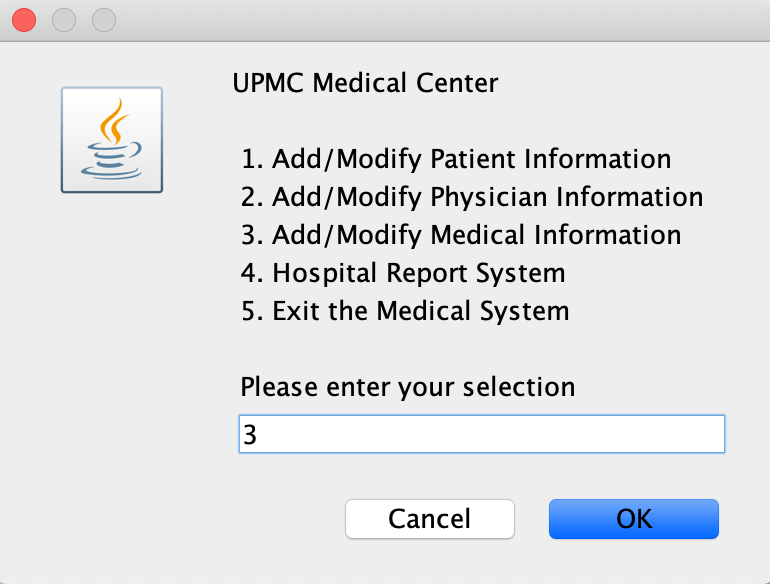 UPMC Medical Center
1. Add/Modify Patient Information
2. Add/Modify Physician Information
3. Add/Modify Medical Information
4. Hospital Report System
5. Exit the Medical System
Please enter your selection
3
Cancel OK